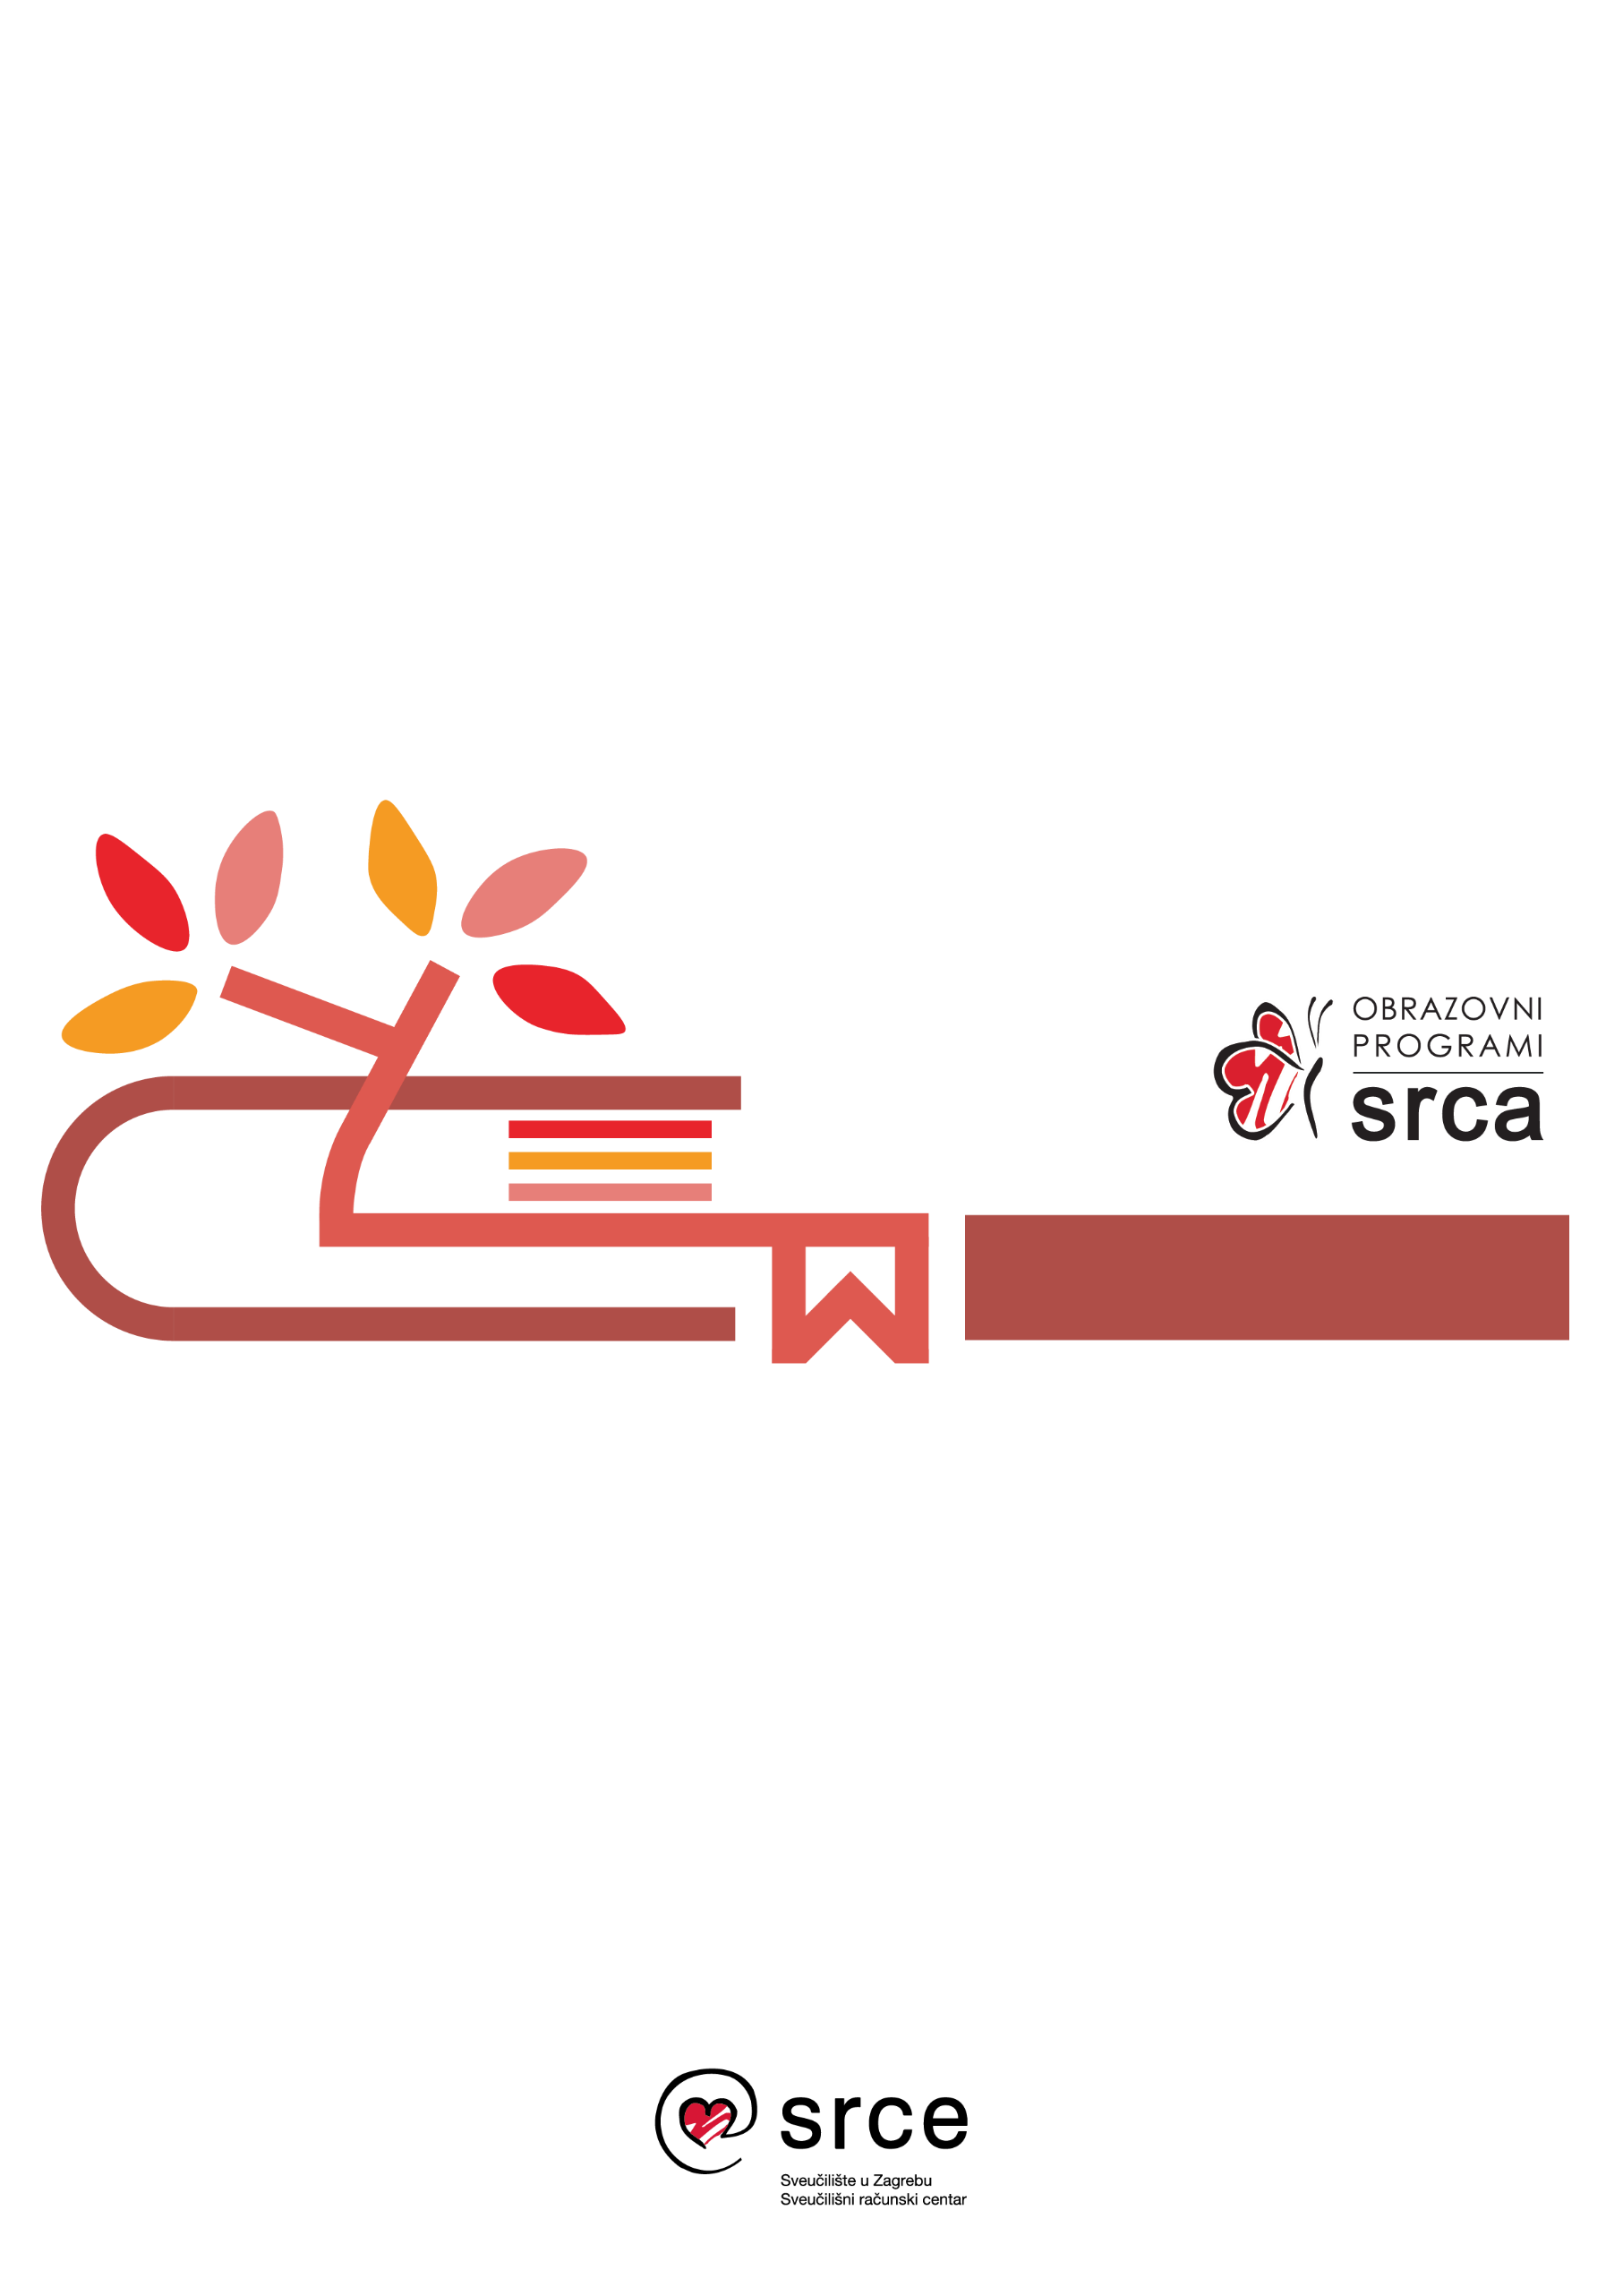 OBRAZOVNI
PROGRAMI
srca
srce
Sveučilište u Zagrebu
Sveučilišni računski centar